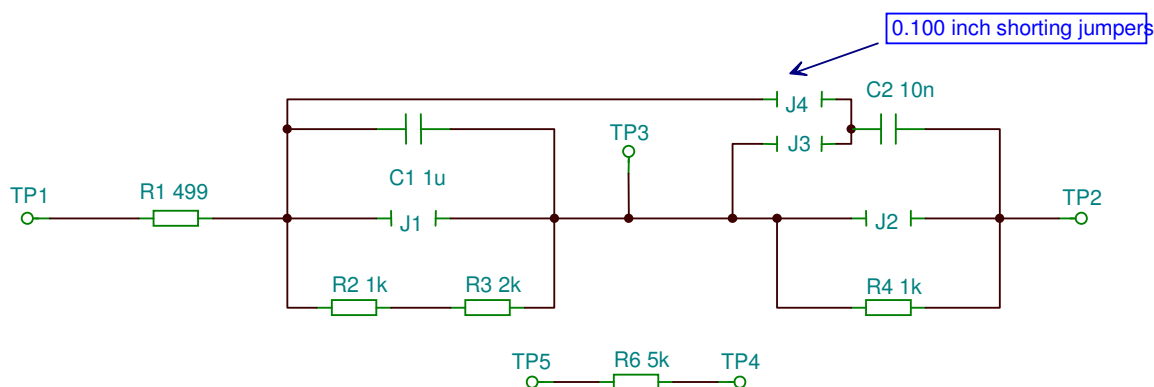 0.100 inch shorting jumpers
J4
C2 10n
TP3
J3
C1 1u
TP1
R1 499
J1
J2
TP2
R2 1k
R3 2k
R4 1k
TP5
R6 5k
TP4